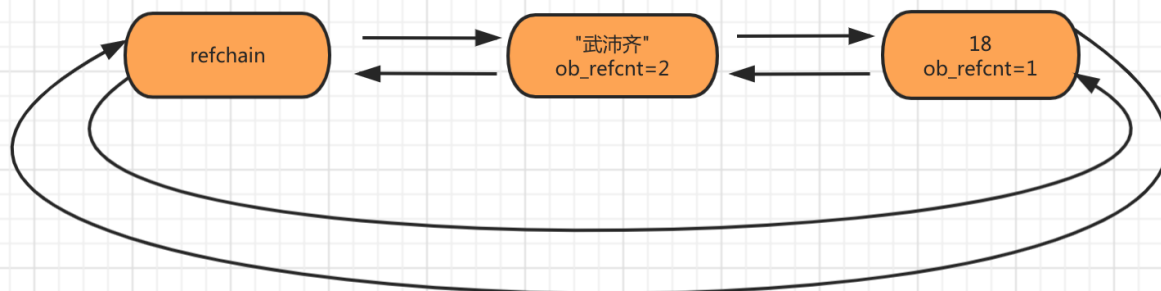 refchain
"武沛齐"
ob_refcnt=2
18
ob_refcnt=1